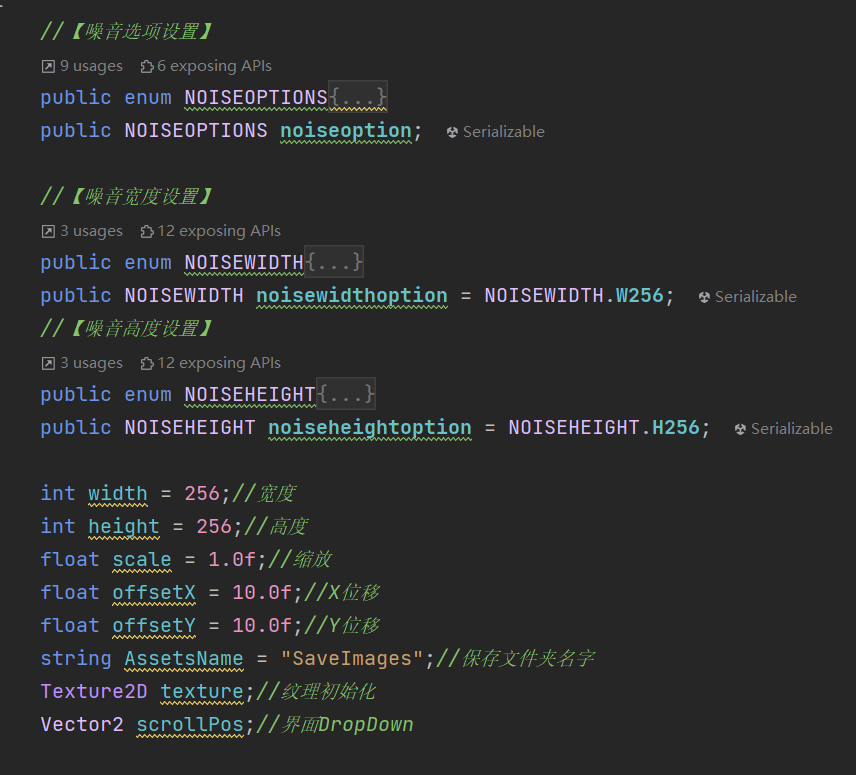 //【噪音选项设置】
9 usages 6 exposing APIs
public enum NOISEOPTIONS{...}
public NOISEOPTIONS noiseoption; Serializable
//【噪音宽度设置】
3 usages 12 exposing APIs
public enum NOISEWIDTH{...}
public NOISEWIDTH noisewidthoption = NOISEWIDTH.W256; Serializable
//【噪音高度设置】
3 usages 12 exposing APIs
public enum NOISEHEIGHT{...}
public NOISEHEIGHT noiseheightoption = NOISEHEIGHT.H256; Serializable
int width = 256;//宽度
int height = 256;//高度
float scale = 1.0f;//缩放
float offsetX = 10.0f;//X位移
float offsetY = 10.0f;//Y位移
string AssetsName = "SaveImages";//保存文件夹名字
Texture2D texture;//纹理初始化
Vector2 scrollPos;//界面DropDown